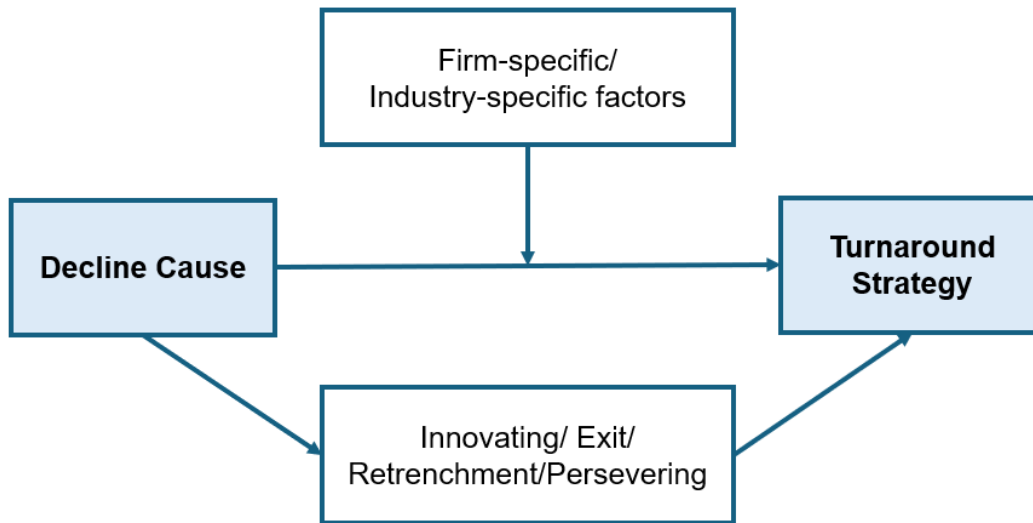 Firm-specific/
Industry-specific factors
Decline Cause
Turnaround
Strategy
Innovating/ Exit/
Retrenchment/Persevering